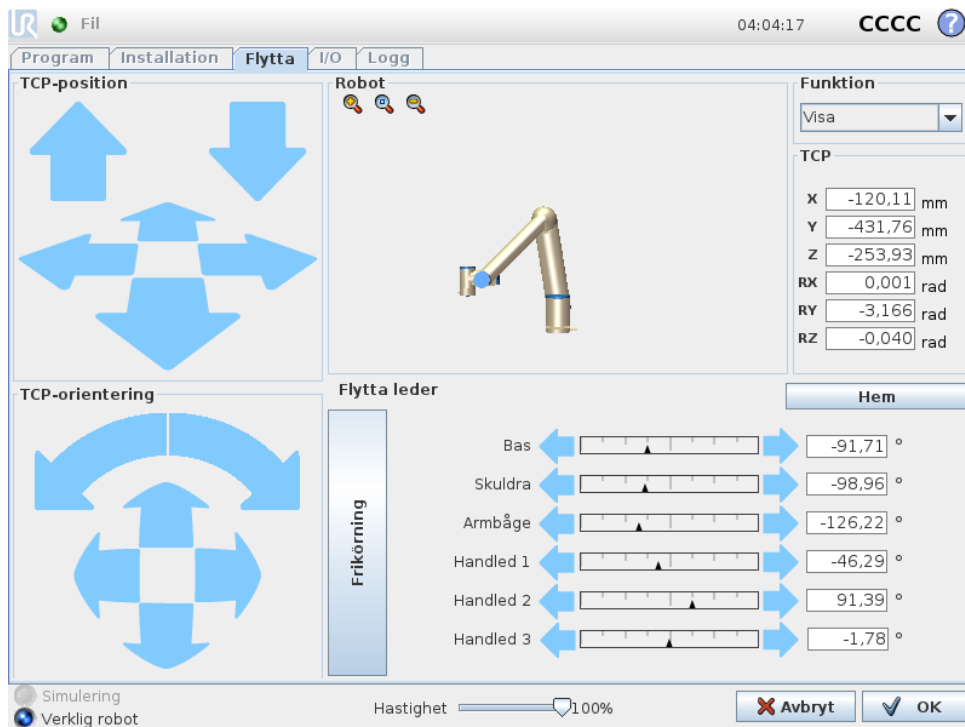 UR Fil 04:04:17 CCCC ?
Program Installation Flytta I/O Logg
TCP-position
Robot
Funktion
Visa
TCP
X -120,11 mm
Y -431,76 mm
Z -253,93 mm
RX 0,001 rad
RY -3,166 rad
RZ -0,040 rad
TCP-orientering
Flytta leder
Hem
Frikörning
Bas -91,71 °
Skuldra -98,96 °
Armbåge -126,22 °
Handled 1 -46,29 °
Handled 2 91,39 °
Handled 3 -1,78 °
Simulering
Verklig robot
Hastighet 100%
Avbryt
OK